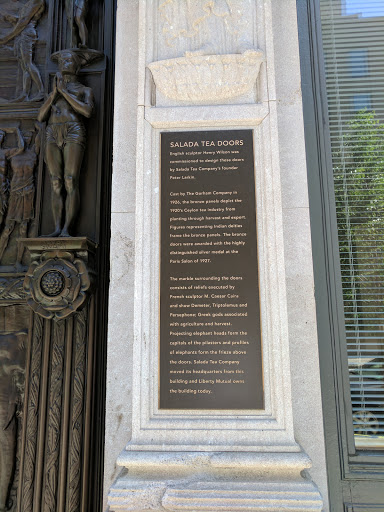 SALADA TEA DOORS
English sculptor Henry Wilson was
commissioned to design these doors
by Salada Tea Company's founder
Peter Larkin.
Cast by The Gorham Company in
1926, the bronze panels depict the
1920's Ceylon tea industry from
planting through harvest and export.
Figures representing Indian deities
frame the bronze panels. The bronze
doors were awarded with the highly
distinguished silver medal at the
Paris Salon of 1927.
The marble surrounding the doors
consists of reliefs executed by
French sculptor M. Caesar Caira
and show Demeter, Triptolemus and
Persephone; Greek gods associated
with agriculture and harvest.
Projecting elephant heads form the
capitals of the pilasters and profiles
of elephants form the frieze above
the doors. Salada Tea Company
moved its headquarters from this
building and Liberty Mutual owns
the building today.